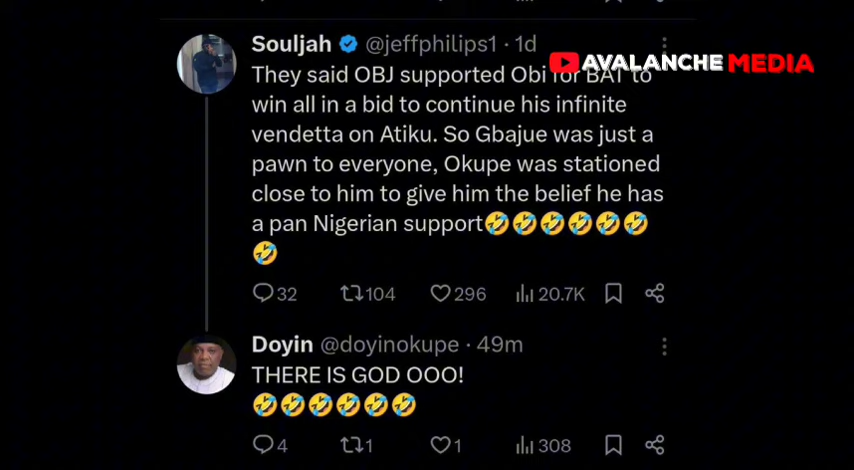 Souljah @jeffphilips1 · 1d
AVALANCHE MEDIA
They said OBJ supported Obi for BAT to
win all in a bid to continue his infinite
vendetta on Atiku. So Gbajue was just a
pawn to everyone, Okupe was stationed
close to him to give him the belief he has
a pan Nigerian support🤣🤣🤣🤣🤣🤣
🤣
32 104 296 20.7K
Doyin @doyinokupe · 49m
THERE IS GOD OOO!
🤣🤣🤣🤣🤣🤣
4 1 1 308